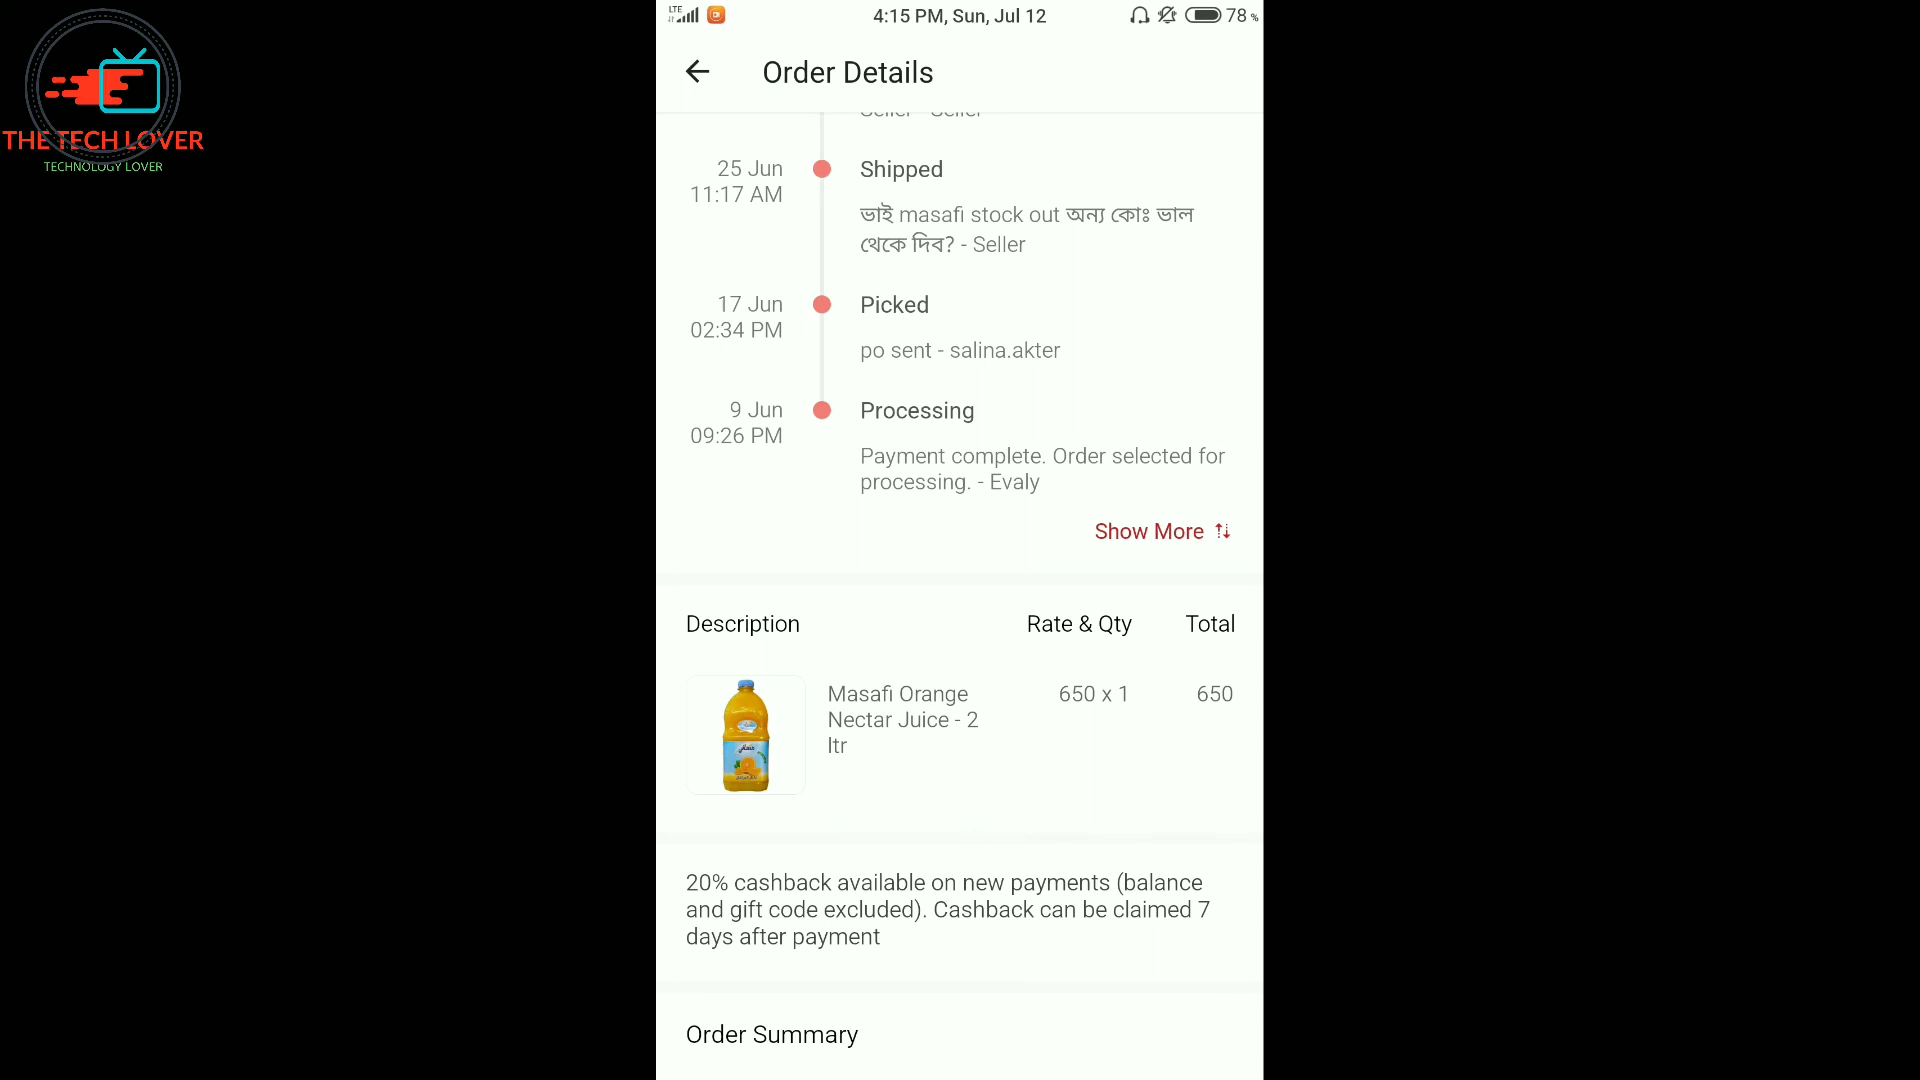 LTE
4:15 PM, Sun, Jul 12
78 %
THE TECH LOVER
TECHNOLOGY LOVER
Order Details
Seller - Seller
25 Jun
11:17 AM
Shipped
ভাই masafi stock out অন্য কোঃ ভাল
থেকে দিব? - Seller
17 Jun
02:34 PM
Picked
po sent - salina.akter
9 Jun
09:26 PM
Processing
Payment complete. Order selected for
processing. - Evaly
Show More
Description
Rate & Qty
Total
Masafi Orange
Nectar Juice - 2
ltr
650 x 1
650
20% cashback available on new payments (balance
and gift code excluded). Cashback can be claimed 7
days after payment
Order Summary